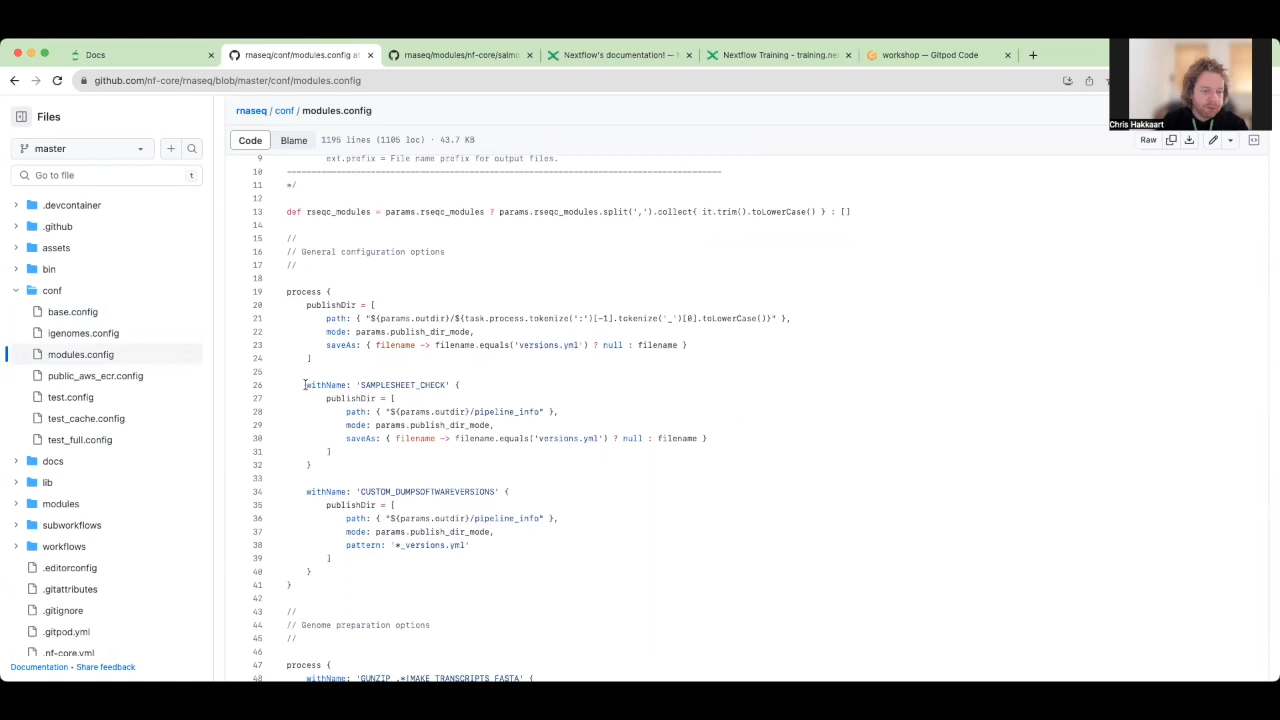 Docs
rnaseq/conf/modules.config at
rnaseq/modules/nf-core/salmo
Nextflow's documentation! —
Nextflow Training - training.ne
workshop — Gitpod Code
github.com/nf-core/rnaseq/blob/master/conf/modules.config
Chris Hakkaart
Files
master
Go to file
t
.devcontainer
.github
assets
bin
conf
base.config
igenomes.config
modules.config
public_aws_ecr.config
test.config
test_cache.config
test_full.config
docs
lib
modules
subworkflows
workflows
.editorconfig
.gitattributes
.gitignore
.gitpod.yml
.nf-core.yml
Documentation • Share feedback
rnaseq / conf / modules.config
Code Blame 1195 lines (1105 loc) · 43.7 KB Raw
9 ext.prefix = File name prefix for output files.
10 ----------------------------------------------------------------------------------------
11 */
12
13 def rseqc_modules = params.rseqc_modules ? params.rseqc_modules.split(',').collect{ it.trim().toLowerCase() } : []
14
15 //
16 // General configuration options
17 //
18
19 process {
20 publishDir = [
21 path: { "${params.outdir}/${task.process.tokenize(':')[-1].tokenize('_')[0].toLowerCase()}" },
22 mode: params.publish_dir_mode,
23 saveAs: { filename -> filename.equals('versions.yml') ? null : filename }
24 ]
25
26 withName: 'SAMPLESHEET_CHECK' {
27 publishDir = [
28 path: { "${params.outdir}/pipeline_info" },
29 mode: params.publish_dir_mode,
30 saveAs: { filename -> filename.equals('versions.yml') ? null : filename }
31 ]
32 }
33
34 withName: 'CUSTOM_DUMPSOFTWAREVERSIONS' {
35 publishDir = [
36 path: { "${params.outdir}/pipeline_info" },
37 mode: params.publish_dir_mode,
38 pattern: '*_versions.yml'
39 ]
40 }
41 }
42
43 //
44 // Genome preparation options
45 //
46
47 process {
48 withName: 'GUNZIP_.*|MAKE_TRANSCRIPTS_FASTA' {